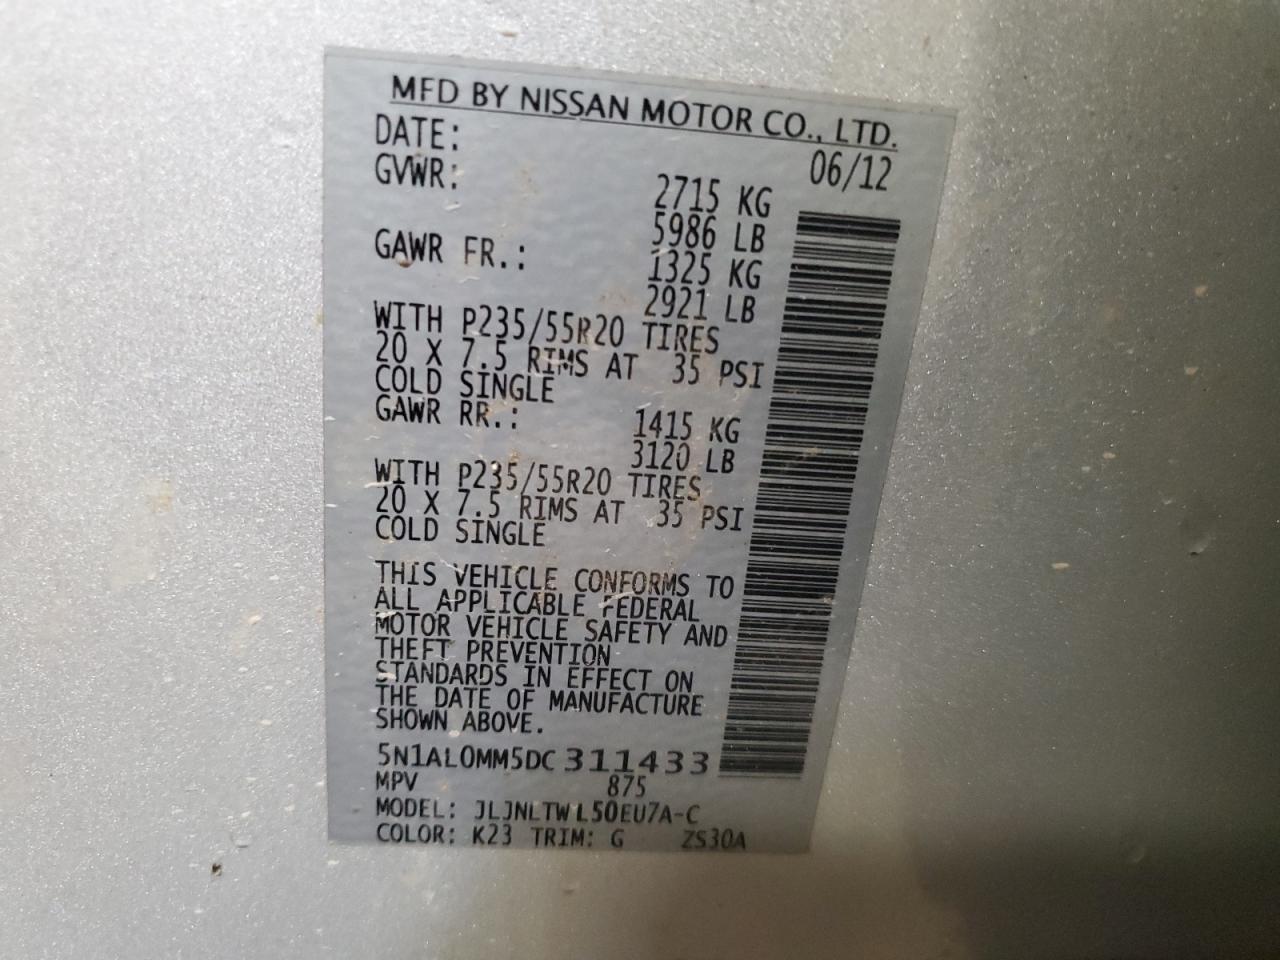 MFD BY NISSAN MOTOR CO., LTD.
DATE: 06/12
GVWR: 2715 KG
5986 LB
GAWR FR.: 1325 KG
2921 LB
WITH P235/55R20 TIRES
20 X 7.5 RIMS AT 35 PSI
COLD SINGLE
GAWR RR.: 1415 KG
3120 LB
WITH P235/55R20 TIRES
20 X 7.5 RIMS AT 35 PSI
COLD SINGLE
THIS VEHICLE CONFORMS TO
ALL APPLICABLE FEDERAL
MOTOR VEHICLE SAFETY AND
THEFT PREVENTION
STANDARDS IN EFFECT ON
THE DATE OF MANUFACTURE
SHOWN ABOVE.
5N1AL0MM5DC311433
MPV 875
MODEL: JLJNLTWL50EU7A-C
COLOR: K23 TRIM: G ZS30A